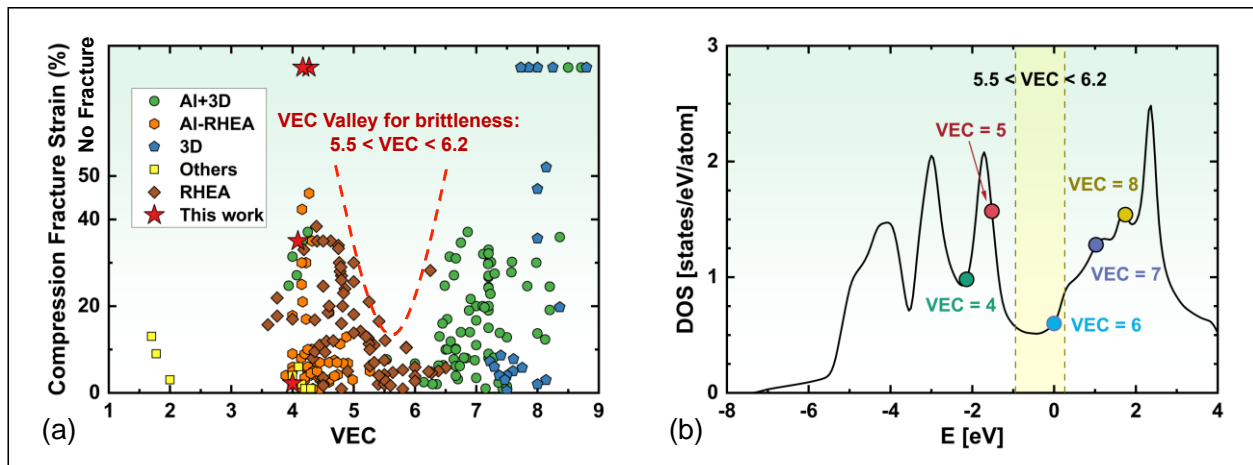 Compression Fracture Strain (%)
No Fracture
50
40
30
20
10
0
Al+3D
Al-RHEA
3D
Others
RHEA
This work
VEC Valley for brittleness:
5.5 < VEC < 6.2
1 2 3 4 5 6 7 8 9
VEC
(a)
DOS [states/eV/atom]
3
2
1
0
5.5 < VEC < 6.2
VEC = 5
VEC = 8
VEC = 7
VEC = 4
VEC = 6
-8 -6 -4 -2 0 2 4
E [eV]
(b)